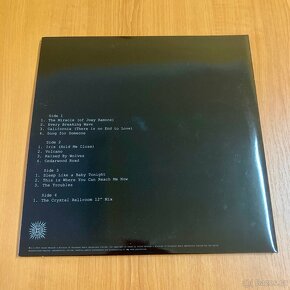 Side 1
1. The Miracle (of Joey Ramone)
2. Every Breaking Wave
3. California (There is no End to Love)
4. Song for Someone
Side 2
1. Iris (Hold Me Close)
2. Volcano
3. Raised By Wolves
4. Cedarwood Road
Side 3
1. Sleep Like a Baby Tonight
2. This is Where You Can Reach Me Now
3. The Troubles
Side 4
1. The Crystal Ballroom 12" Mix